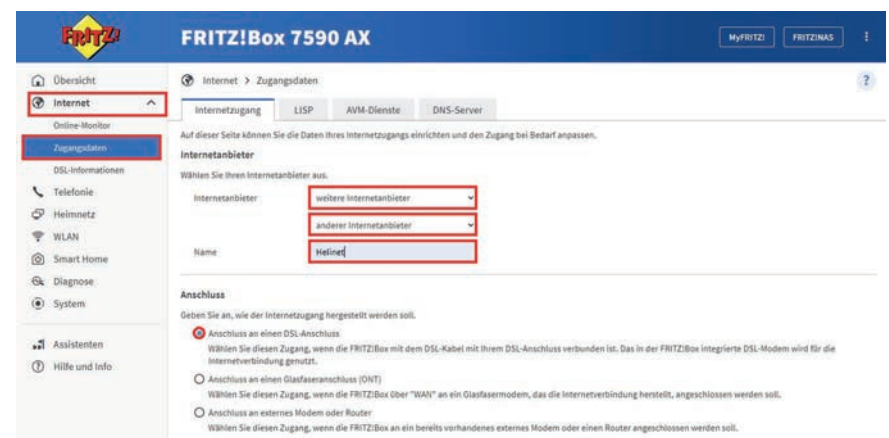 FRITZ!
FRITZ!Box 7590 AX
MyFRITZ!
FRITZ!NAS
Übersicht
Internet
Online-Monitor
Zugangsdaten
DSL-Informationen
Telefonie
Heimnetz
WLAN
Smart Home
Diagnose
System
Assistenten
Hilfe und Info
Internet > Zugangsdaten
?
Internetzugang LISP AVM-Dienste DNS-Server
Auf dieser Seite können Sie die Daten Ihres Internetzugangs einrichten und den Zugang bei Bedarf anpassen.
Internetanbieter
Wählen Sie Ihren Internetanbieter aus.
Internetanbieter weitere Internetanbieter
anderer Internetanbieter
Name Helinet
Anschluss
Geben Sie an, wie der Internetzugang hergestellt werden soll.
Anschluss an einen DSL-Anschluss
Wählen Sie diesen Zugang, wenn die FRITZ!Box mit dem DSL-Kabel mit Ihrem DSL-Anschluss verbunden ist. Das in der FRITZ!Box integrierte DSL-Modem wird für die
Internetverbindung genutzt.
Anschluss an einen Glasfaseranschluss (ONT)
Wählen Sie diesen Zugang, wenn die FRITZ!Box über "WAN" an ein Glasfasermodem, das die Internetverbindung herstellt, angeschlossen werden soll.
Anschluss an externes Modem oder Router
Wählen Sie diesen Zugang, wenn die FRITZ!Box an ein bereits vorhandenes externes Modem oder einen Router angeschlossen werden soll.